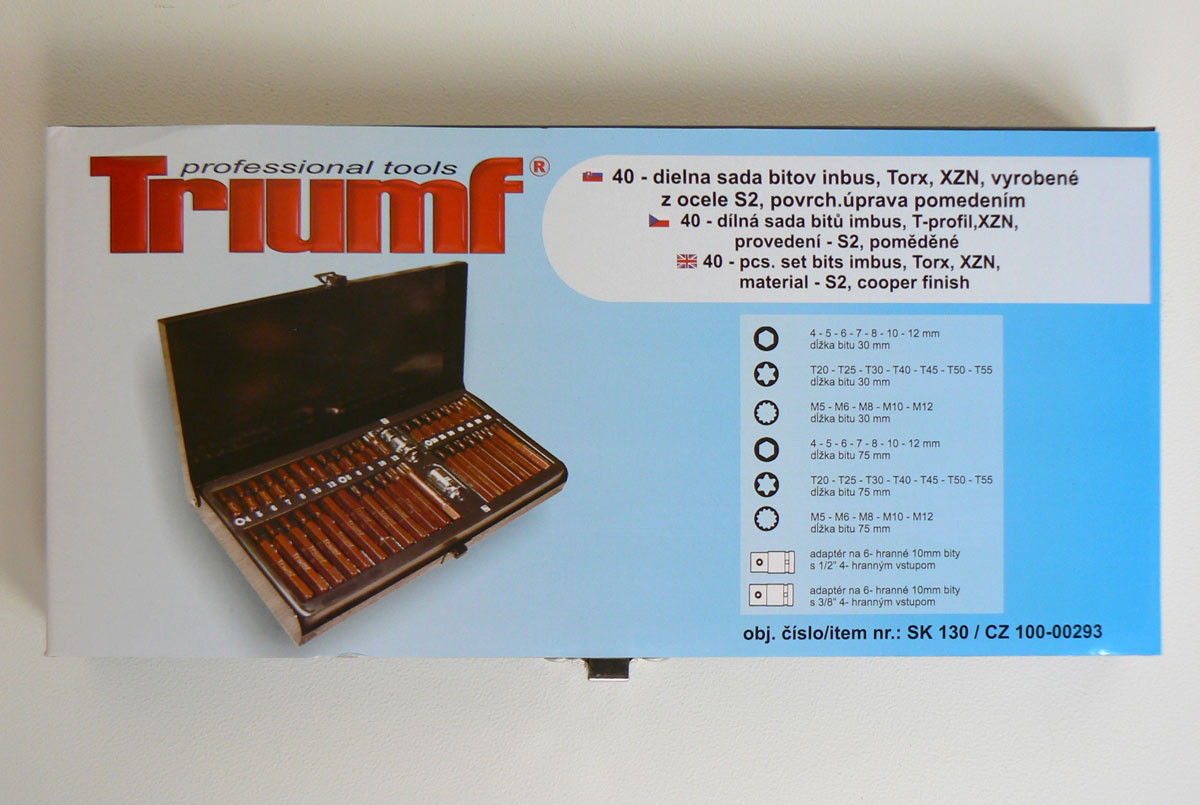 professional tools
Triumf®
40 - dielna sada bitov inbus, Torx, XZN, vyrobené
z ocele S2, povrch.úprava pomedením
40 - dílná sada bitů imbus, T-profil,XZN,
provedení - S2, poměděné
40 - pcs. set bits imbus, Torx, XZN,
material - S2, cooper finish
4 - 5 - 6 - 7 - 8 - 10 - 12 mm
dĺžka bitu 30 mm
T20 - T25 - T30 - T40 - T45 - T50 - T55
dĺžka bitu 30 mm
M5 - M6 - M8 - M10 - M12
dĺžka bitu 30 mm
4 - 5 - 6 - 7 - 8 - 10 - 12 mm
dĺžka bitu 75 mm
T20 - T25 - T30 - T40 - T45 - T50 - T55
dĺžka bitu 75 mm
M5 - M6 - M8 - M10 - M12
dĺžka bitu 75 mm
adaptér na 6- hranné 10mm bity
s 1/2" 4- hranným vstupom
adaptér na 6- hranné 10mm bity
s 3/8" 4- hranným vstupom
obj. číslo/item nr.: SK 130 / CZ 100-00293